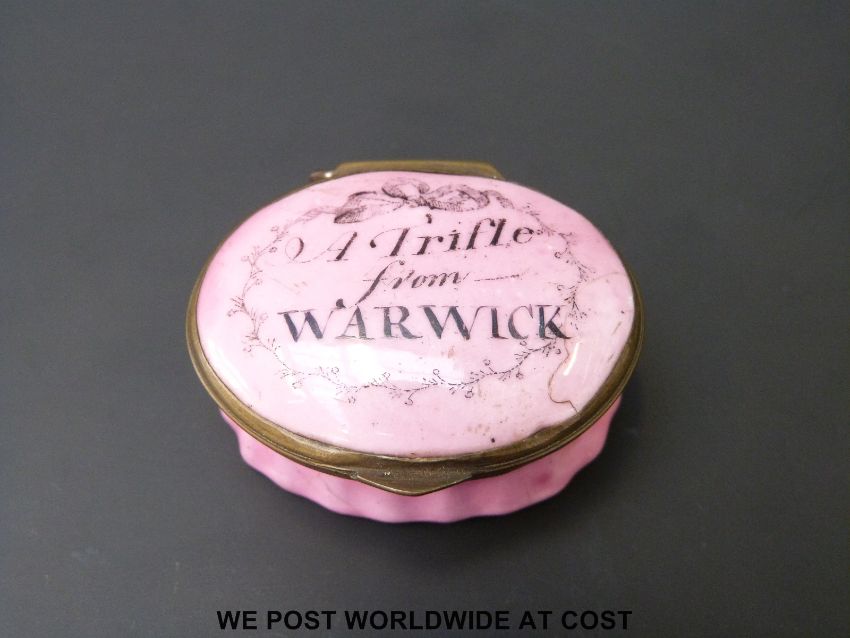 A Trifle
from
WARWICK
WE POST WORLDWIDE AT COST